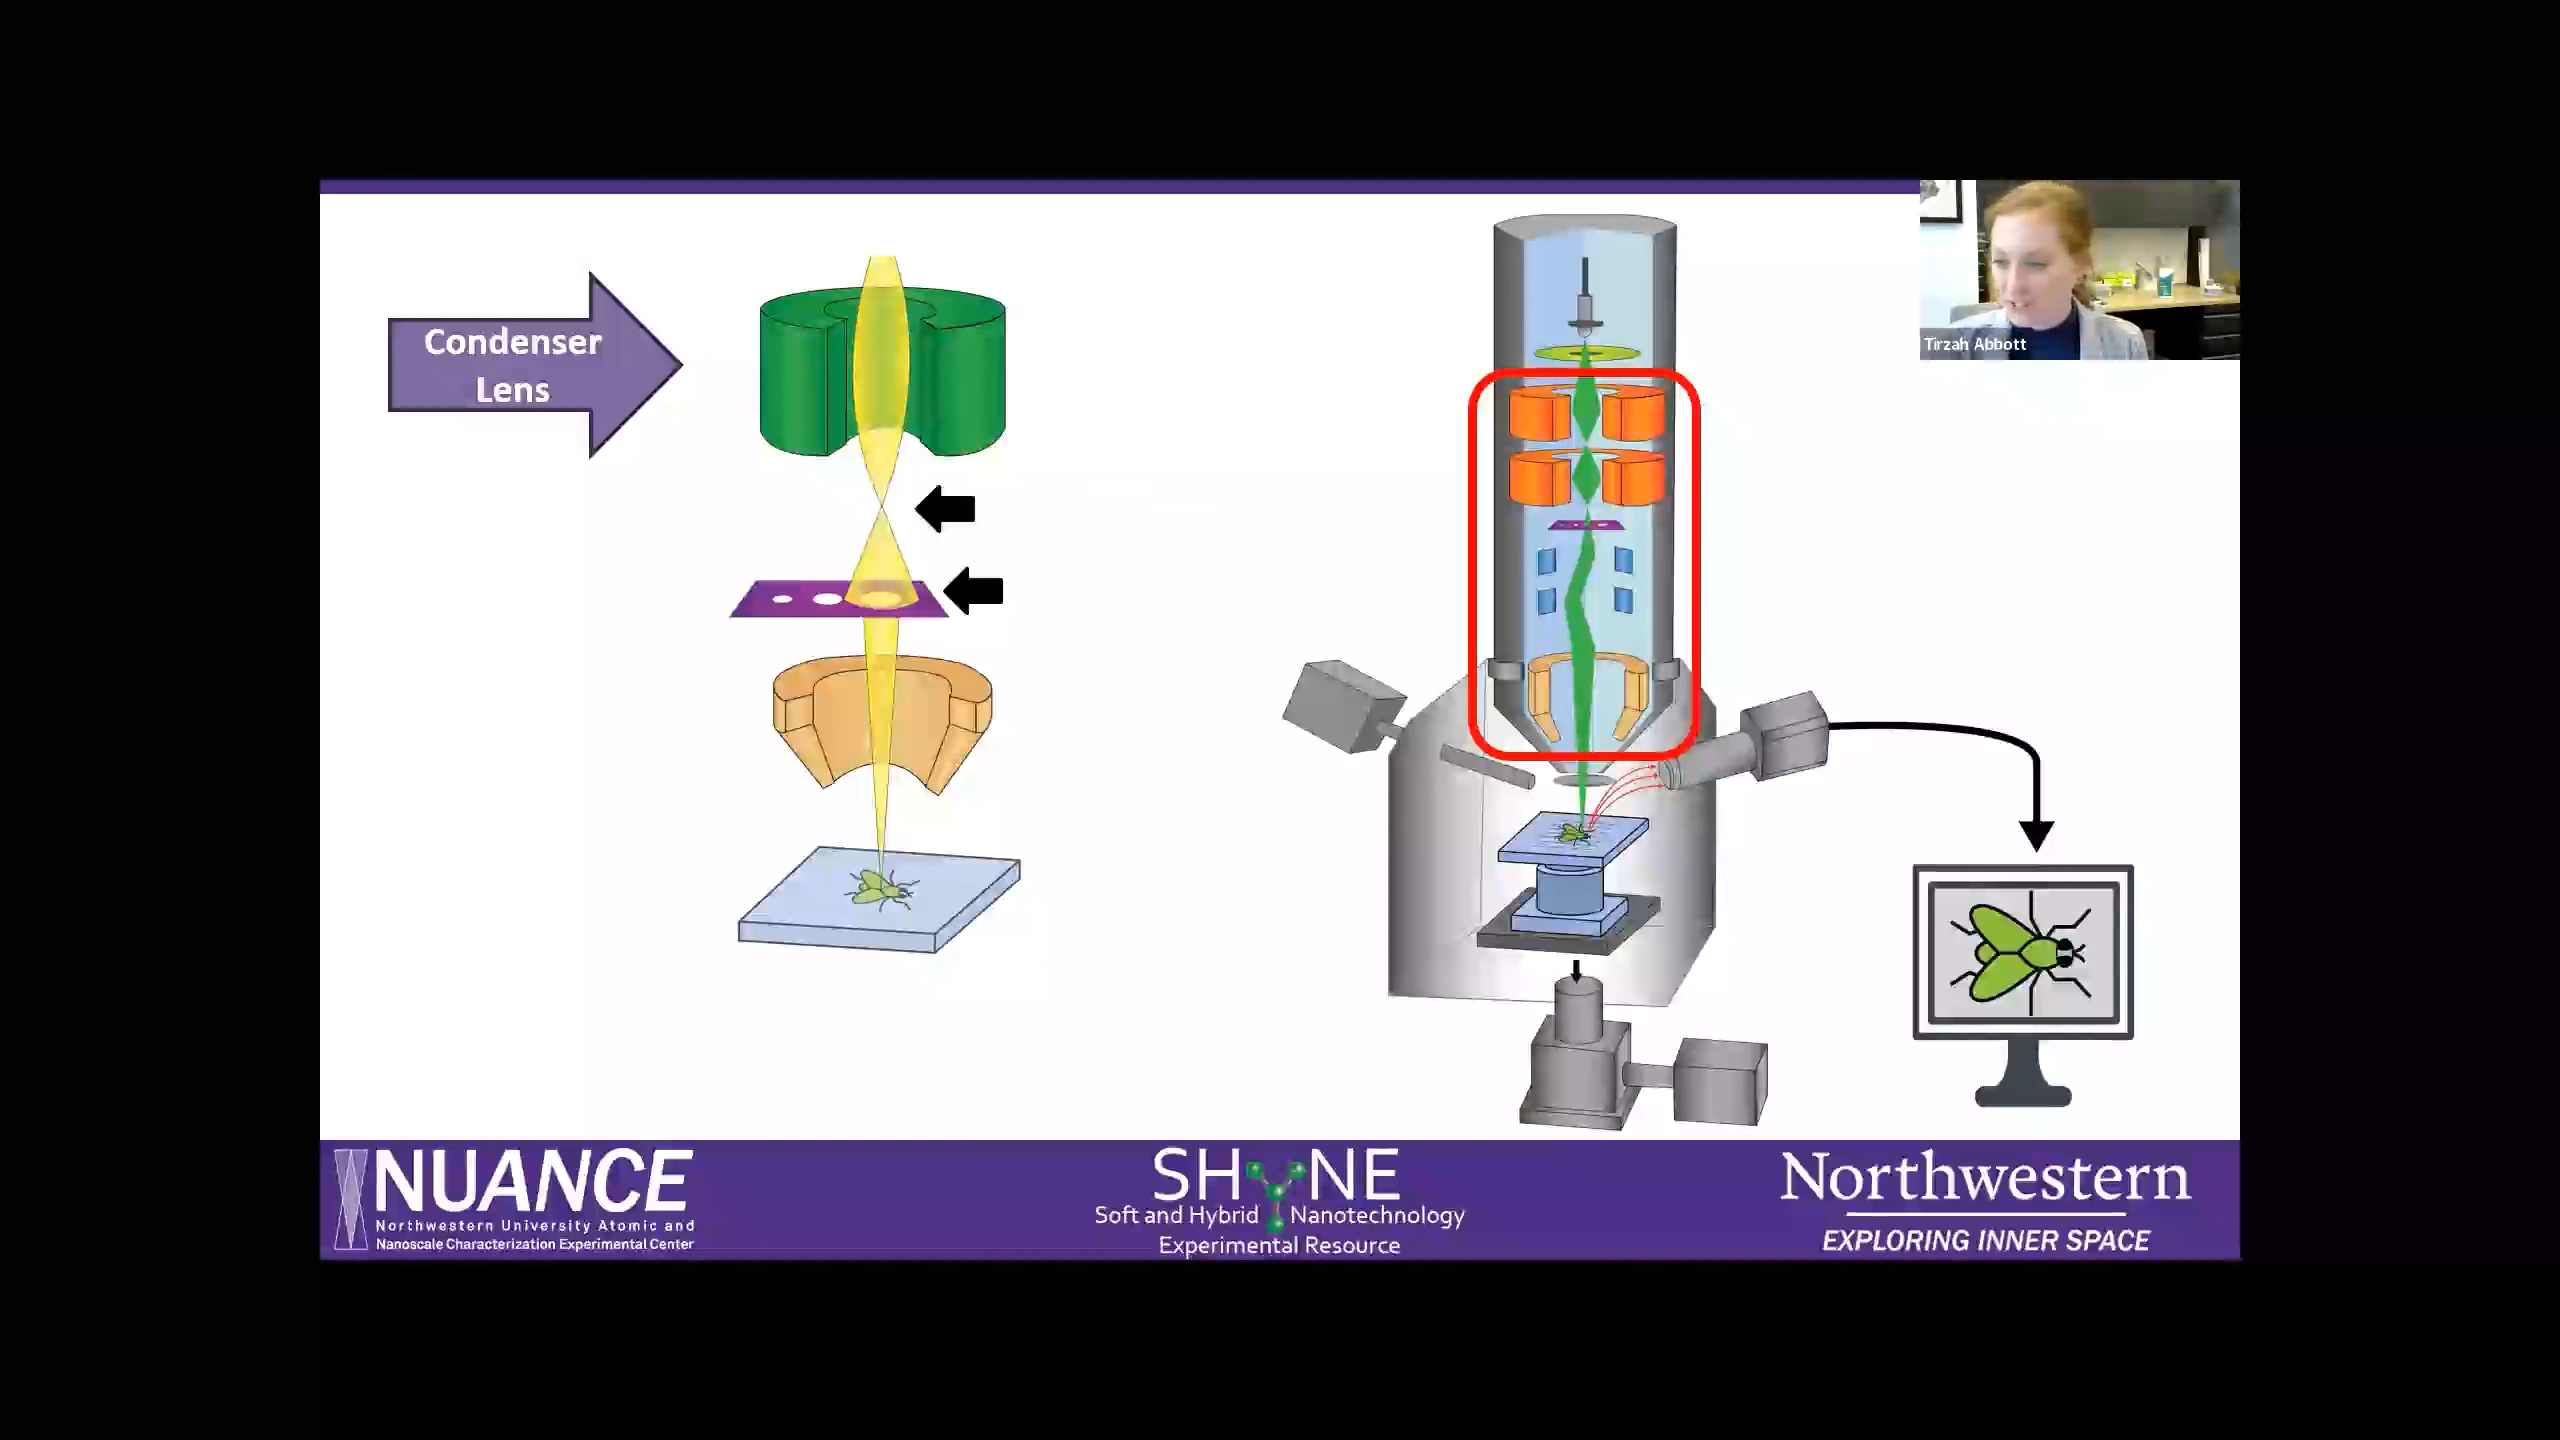 Condenser
Lens
Tirzah Abbott
NUANCE
Northwestern University Atomic and
Nanoscale Characterization Experimental Center
SHYNE
Soft and Hybrid Nanotechnology
Experimental Resource
Northwestern
EXPLORING INNER SPACE